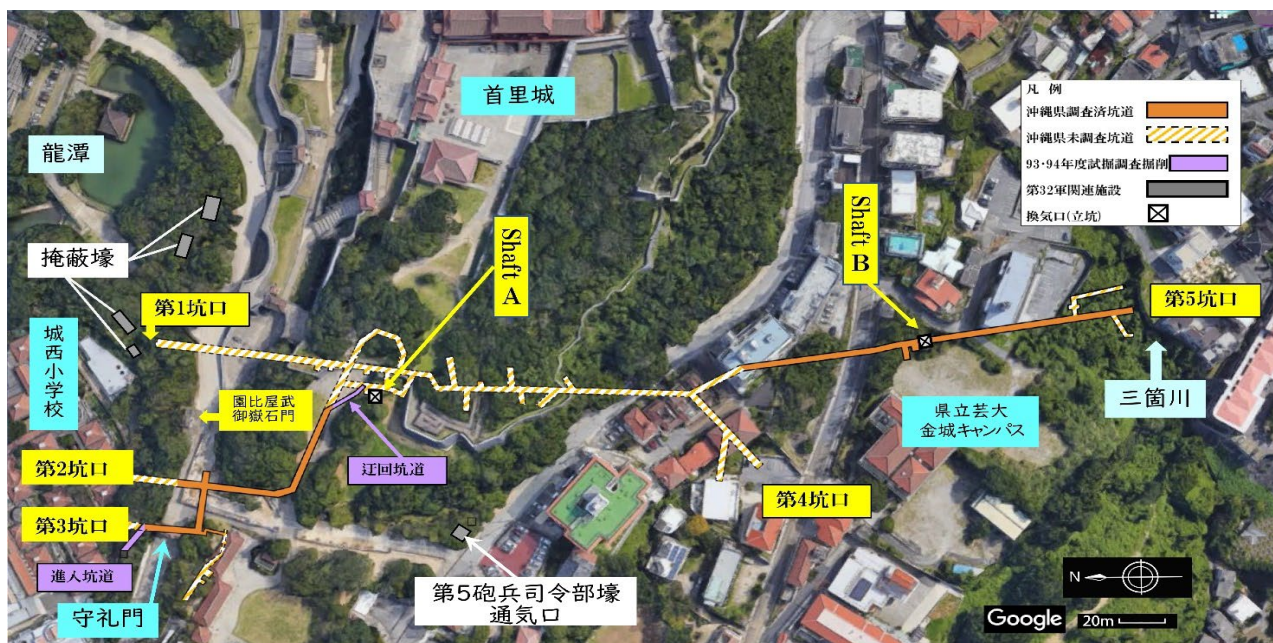 首里城
龍潭
掩蔽壕
第1坑口
城西小学校
園比屋武
御嶽石門
第2坑口
第3坑口
進入坑道
守礼門
迂回坑道
Shaft A
第5砲兵司令部壕
通気口
第4坑口
Shaft B
県立芸大
金城キャンパス
第5坑口
三箇川
凡 例
沖縄県調査済坑道
沖縄県未調査坑道
93・94年度試掘調査掘削
第32軍関連施設
換気口(立坑)
N
Google
20m